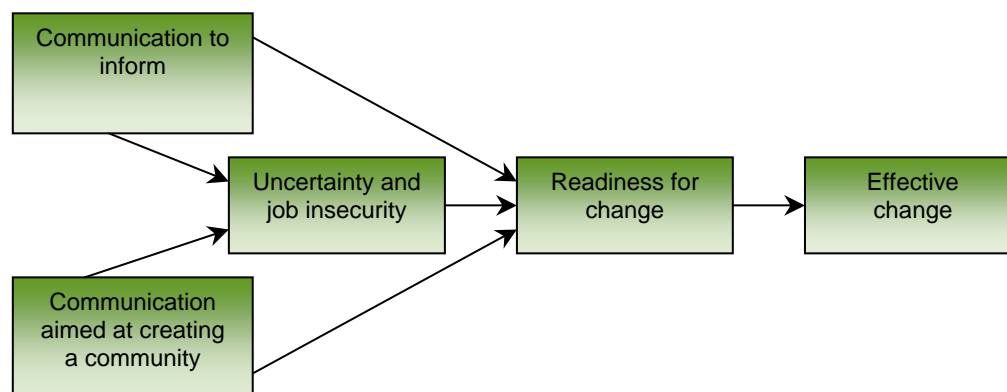 Communication to
inform
Uncertainty and
job insecurity
Readiness for
change
Effective
change
Communication
aimed at creating
a community